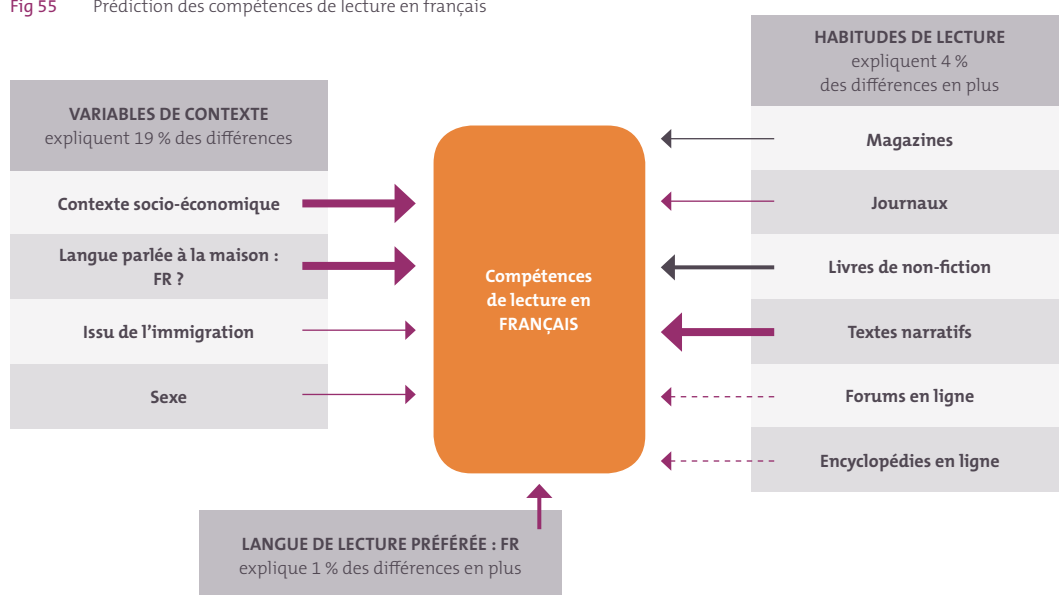 Fig 55 Prédiction des compétences de lecture en français
VARIABLES DE CONTEXTE
expliquent 19 % des différences
Contexte socio-économique
Langue parlée à la maison :
FR ?
Issu de l’immigration
Sexe
Compétences
de lecture en
FRANÇAIS
HABITUDES DE LECTURE
expliquent 4 %
des différences en plus
Magazines
Journaux
Livres de non-fiction
Textes narratifs
Forums en ligne
Encyclopédies en ligne
LANGUE DE LECTURE PRÉFÉRÉE : FR
explique 1 % des différences en plus